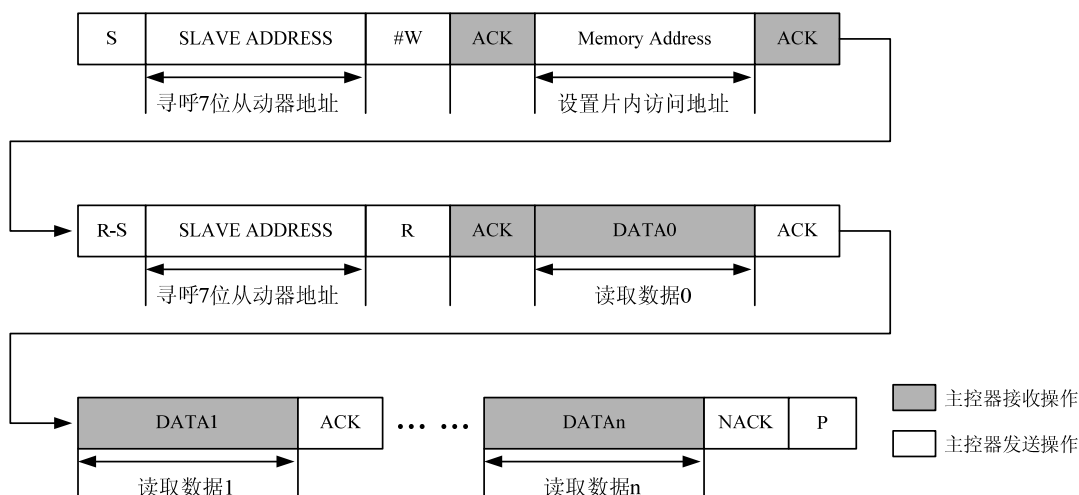 S SLAVE ADDRESS #W ACK Memory Address ACK
寻呼7位从动器地址 设置片内访问地址
R-S SLAVE ADDRESS R ACK DATA0 ACK
寻呼7位从动器地址 读取数据0
DATA1 ACK … … DATAn NACK P
读取数据1 读取数据n
主控器接收操作
主控器发送操作